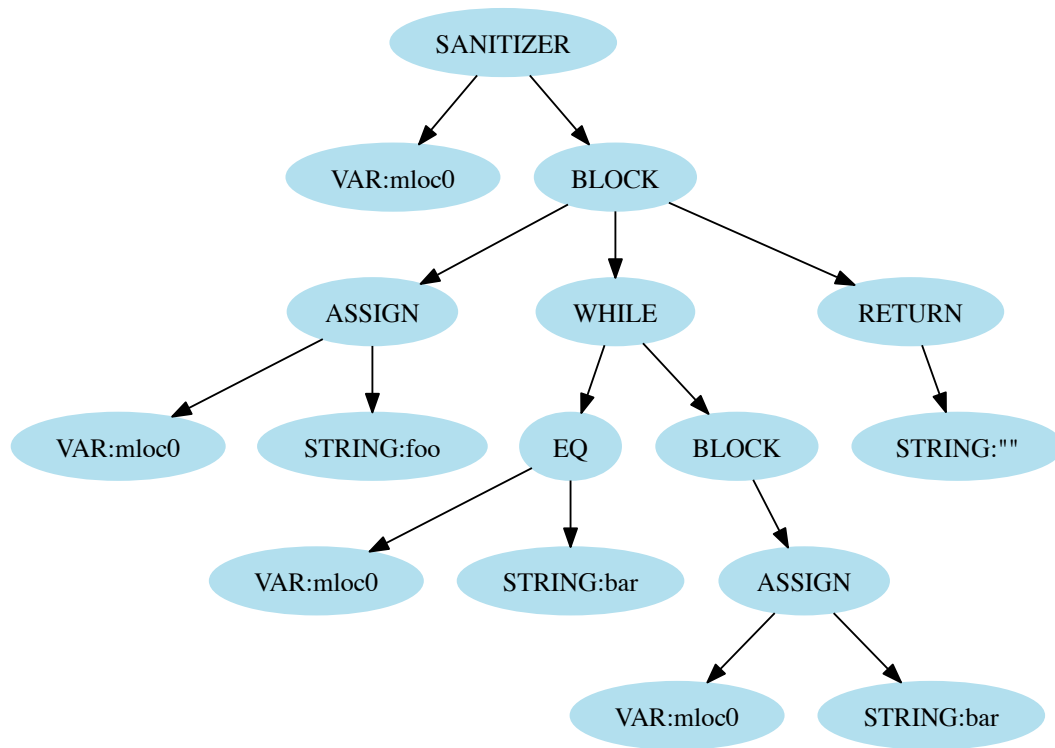 SANITIZER
VAR:mloc0 BLOCK
ASSIGN WHILE RETURN
VAR:mloc0 STRING:foo EQ BLOCK STRING:""
VAR:mloc0 STRING:bar ASSIGN
VAR:mloc0 STRING:bar